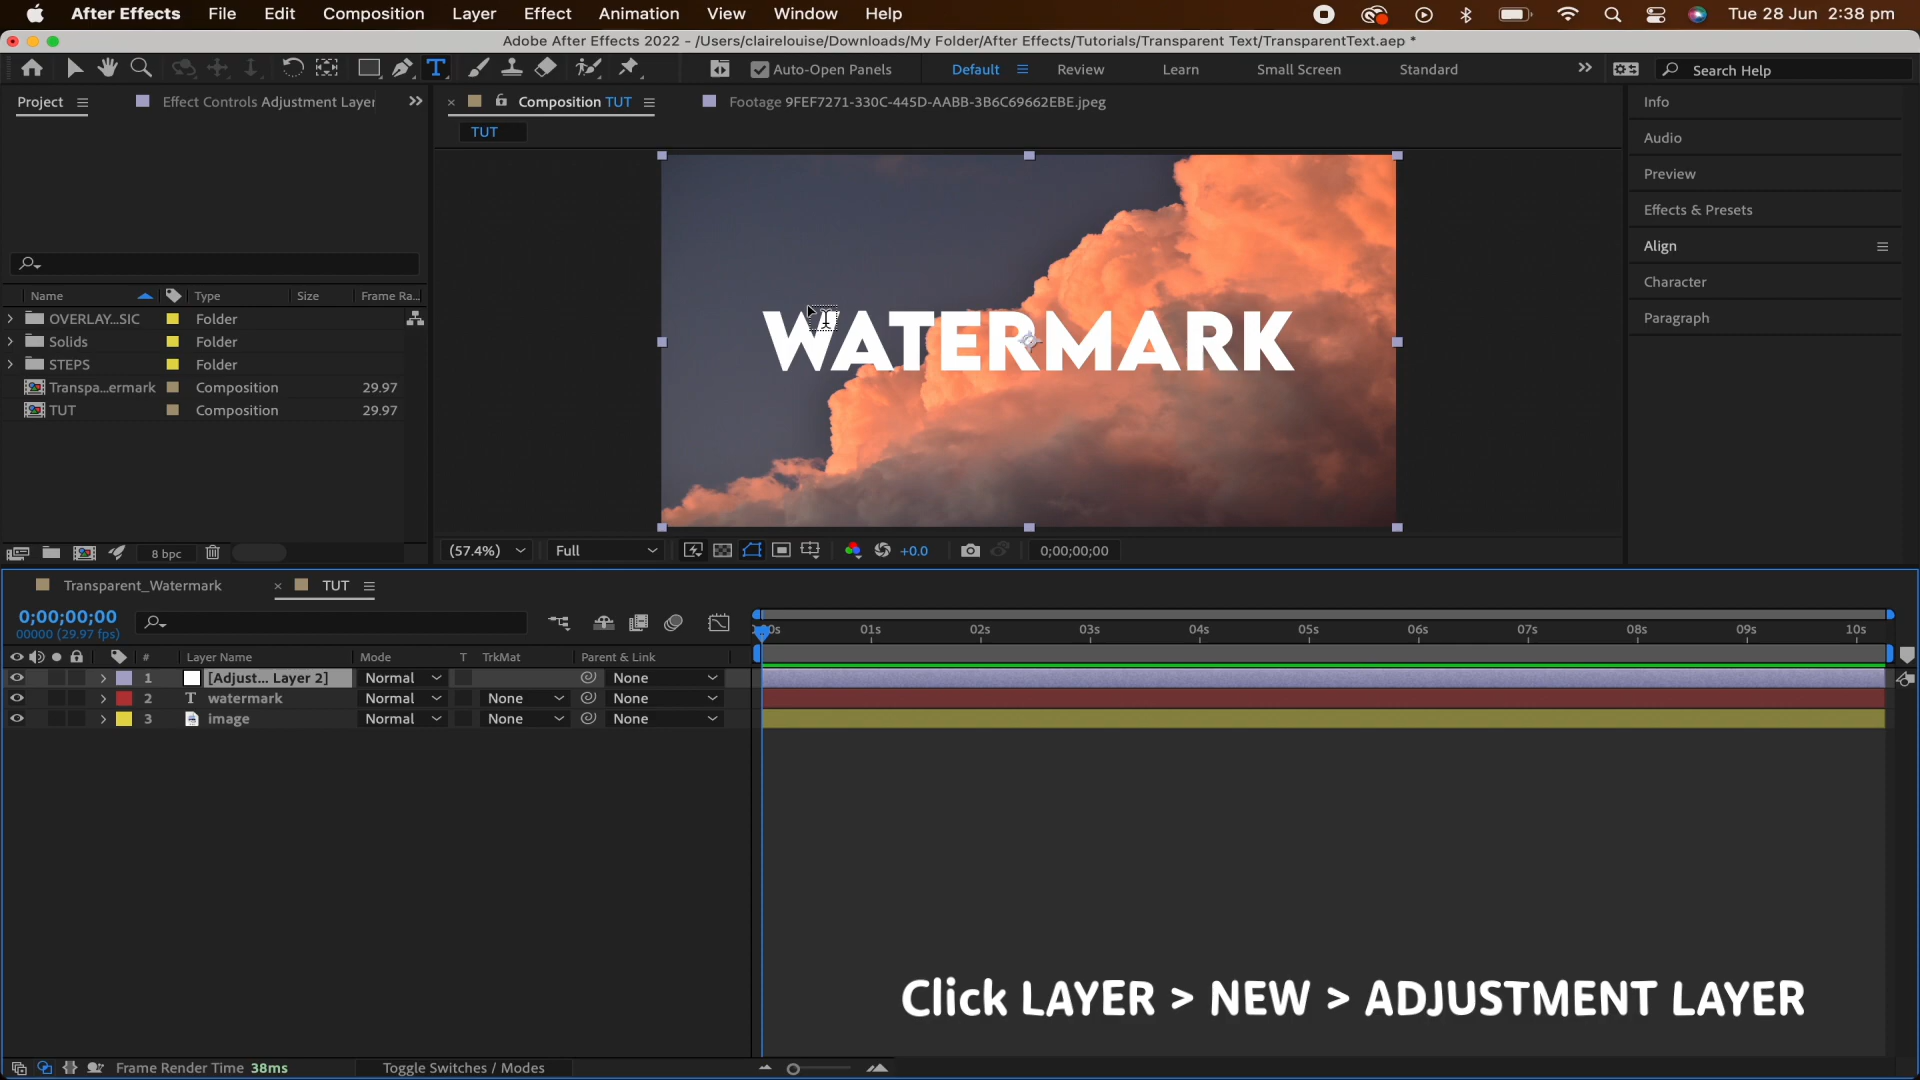 After Effects File Edit Composition Layer Effect Animation View Window Help Tue 28 Jun 2:38 pm
Adobe After Effects 2022 - /Users/clairelouise/Downloads/My Folder/After Effects/Tutorials/Transparent Text/TransparentText.aep *
T Auto-Open Panels Default Review Learn Small Screen Standard Search Help
Project Effect Controls Adjustment Layer Composition TUT Footage 9FEF7271-330C-445D-AABB-3B6C69662EBE.jpeg Info
TUT
Audio
Preview
Effects & Presets
Align
Character
Paragraph
WATERMARK
Name Type Size Frame Ra...
OVERLAY...SIC Folder
Solids Folder
STEPS Folder
Transpa...ermark Composition 29.97
TUT Composition 29.97
8 bpc (57.4%) Full +0.0 0;00;00;00
Transparent_Watermark × TUT
0;00;00;00
00000 (29.97 fps)
01s 02s 03s 04s 05s 06s 07s 08s 09s 10s
# Layer Name Mode T TrkMat Parent & Link
1 [Adjust... Layer 2] Normal None
2 T watermark Normal None None
3 image Normal None None
Click LAYER > NEW > ADJUSTMENT LAYER
Frame Render Time 38ms Toggle Switches / Modes